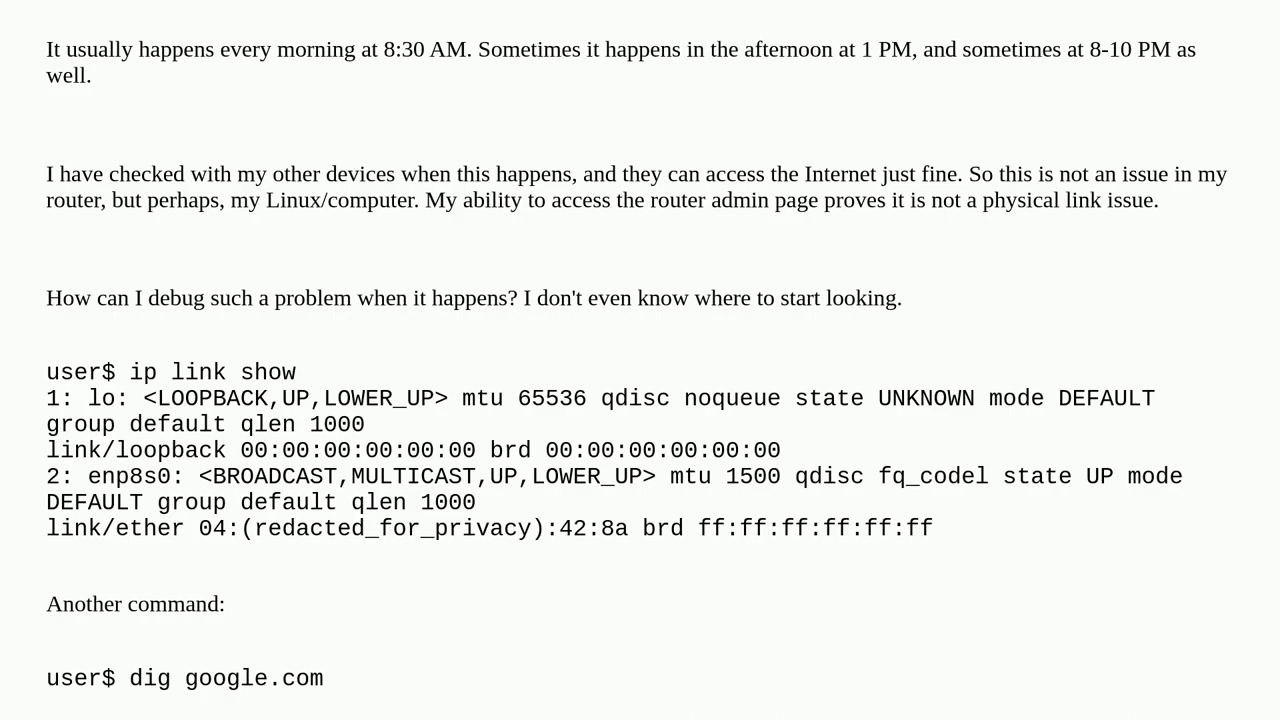 It usually happens every morning at 8:30 AM. Sometimes it happens in the afternoon at 1 PM, and sometimes at 8-10 PM as
well.
I have checked with my other devices when this happens, and they can access the Internet just fine. So this is not an issue in my
router, but perhaps, my Linux/computer. My ability to access the router admin page proves it is not a physical link issue.
How can I debug such a problem when it happens? I don't even know where to start looking.
user$ ip link show
1: lo: <LOOPBACK,UP,LOWER_UP> mtu 65536 qdisc noqueue state UNKNOWN mode DEFAULT
group default qlen 1000
link/loopback 00:00:00:00:00:00 brd 00:00:00:00:00:00
2: enp8s0: <BROADCAST,MULTICAST,UP,LOWER_UP> mtu 1500 qdisc fq_codel state UP mode
DEFAULT group default qlen 1000
link/ether 04:(redacted_for_privacy):42:8a brd ff:ff:ff:ff:ff:ff
Another command:
user$ dig google.com